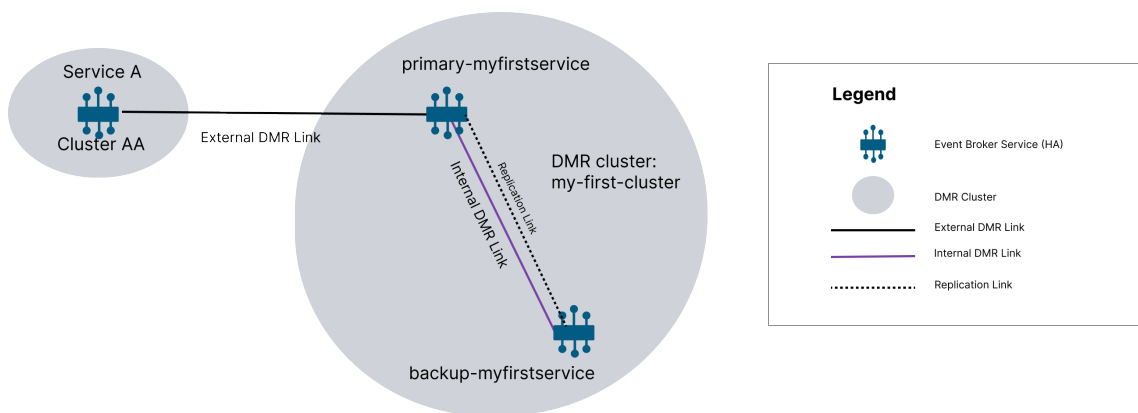 Service A
Cluster AA
External DMR Link
primary-myfirstservice
Internal DMR Link
Replication Link
DMR cluster:
my-first-cluster
backup-myfirstservice
Legend
Event Broker Service (HA)
DMR Cluster
External DMR Link
Internal DMR Link
Replication Link